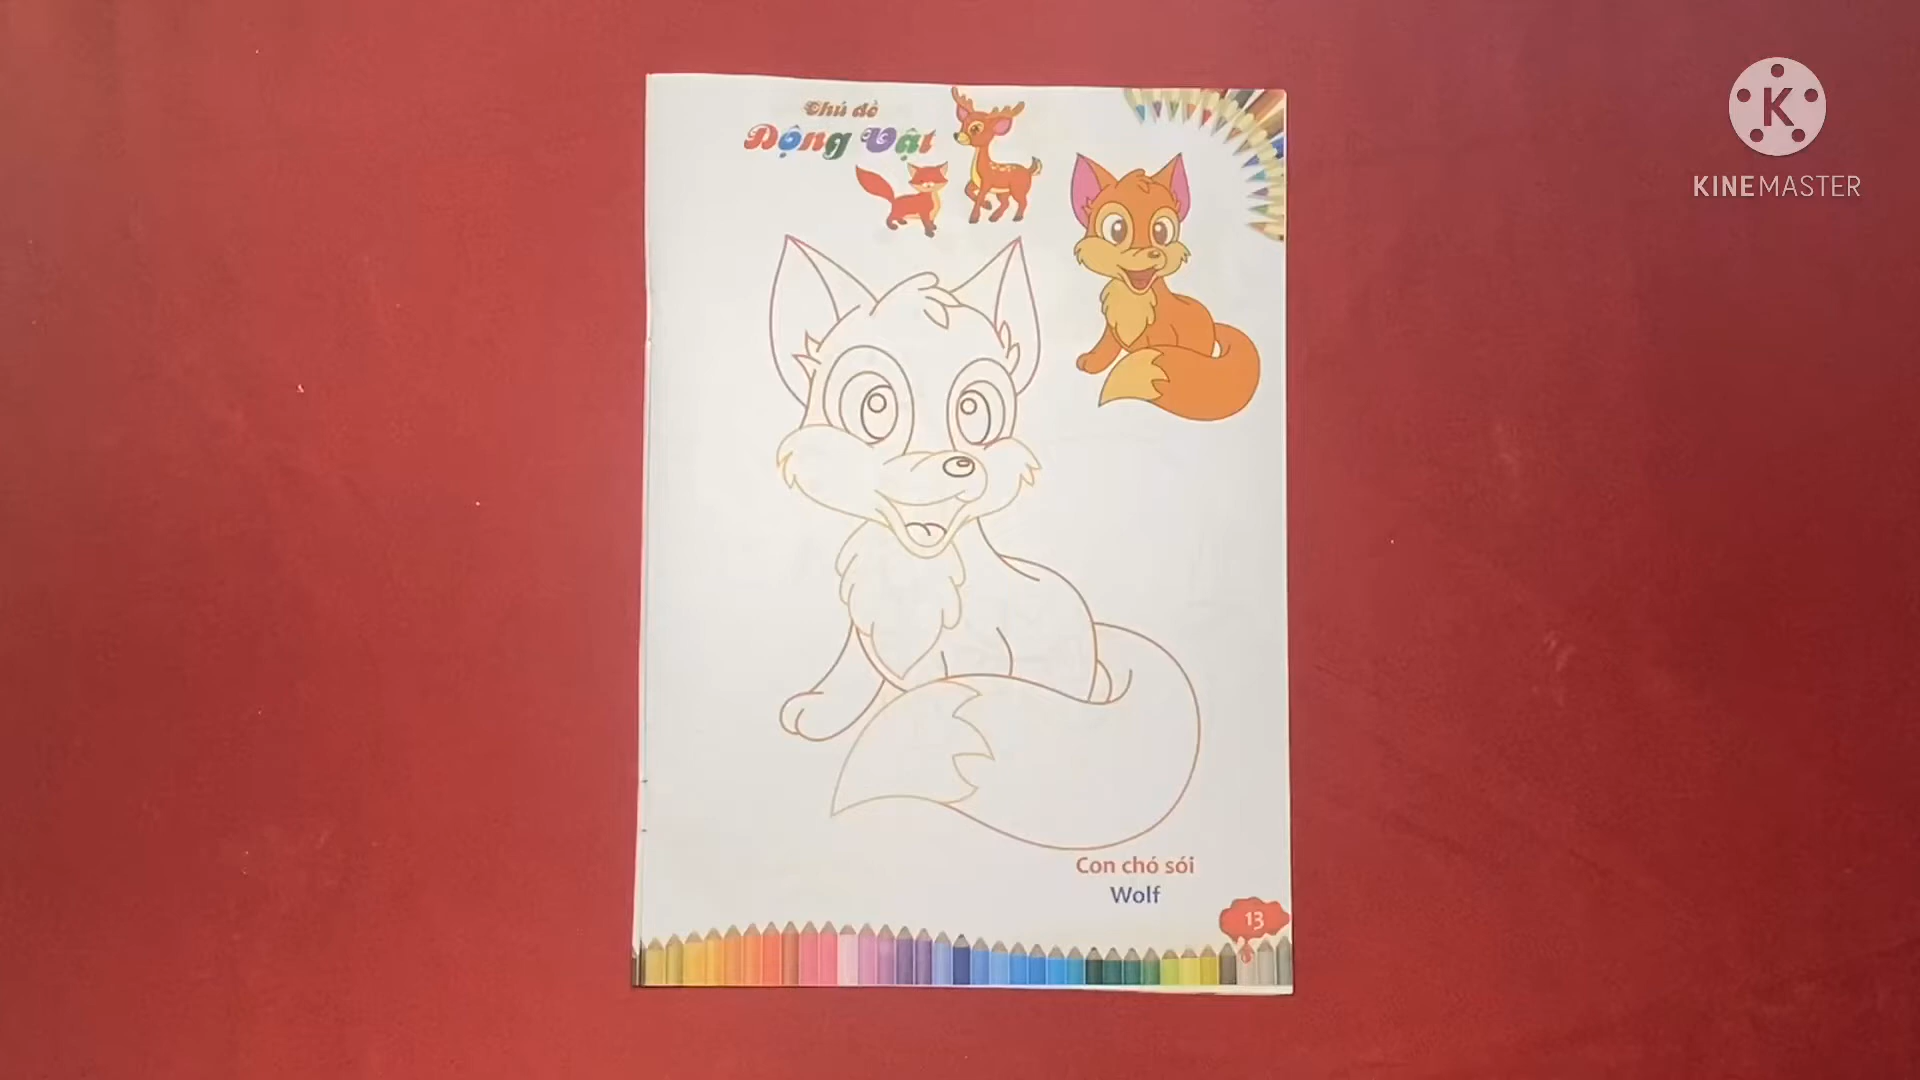 Chủ đề
Động Vật
KINEMASTER
Con chó sói
Wolf
13